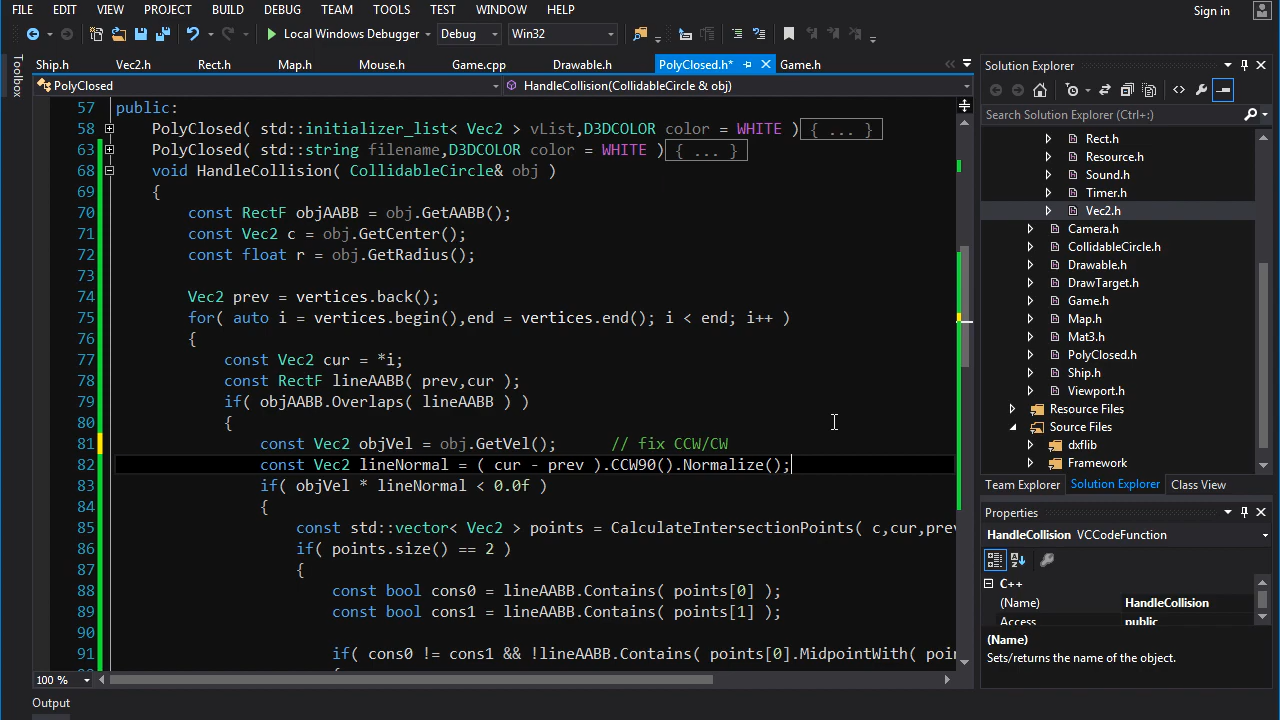 FILE EDIT VIEW PROJECT BUILD DEBUG TEAM TOOLS TEST WINDOW HELP Sign in
Local Windows Debugger Debug Win32
Toolbox
Ship.h Vec2.h Rect.h Map.h Mouse.h Game.cpp Drawable.h PolyClosed.h* Game.h
PolyClosed HandleCollision(CollidableCircle & obj)
57 public:
58 PolyClosed( std::initializer_list< Vec2 > vList,D3DCOLOR color = WHITE ){ ... }
63 PolyClosed( std::string filename,D3DCOLOR color = WHITE ){ ... }
68 void HandleCollision( CollidableCircle& obj )
69 {
70 const RectF objAABB = obj.GetAABB();
71 const Vec2 c = obj.GetCenter();
72 const float r = obj.GetRadius();
73
74 Vec2 prev = vertices.back();
75 for( auto i = vertices.begin(),end = vertices.end(); i < end; i++ )
76 {
77 const Vec2 cur = *i;
78 const RectF lineAABB( prev,cur );
79 if( objAABB.Overlaps( lineAABB ) )
80 {
81 const Vec2 objVel = obj.GetVel(); // fix CCW/CW
82 const Vec2 lineNormal = ( cur - prev ).CCW90().Normalize();
83 if( objVel * lineNormal < 0.0f )
84 {
85 const std::vector< Vec2 > points = CalculateIntersectionPoints( c,cur,prev
86 if( points.size() == 2 )
87 {
88 const bool cons0 = lineAABB.Contains( points[0] );
89 const bool cons1 = lineAABB.Contains( points[1] );
90
91 if( cons0 != cons1 && !lineAABB.Contains( points[0].MidpointWith( poin
100 %
Output
Solution Explorer
Search Solution Explorer (Ctrl+;)
Rect.h
Resource.h
Sound.h
Timer.h
Vec2.h
Camera.h
CollidableCircle.h
Drawable.h
DrawTarget.h
Game.h
Map.h
Mat3.h
PolyClosed.h
Ship.h
Viewport.h
Resource Files
Source Files
dxflib
Framework
Team Explorer Solution Explorer Class View
Properties
HandleCollision VCCodeFunction
C++
(Name) HandleCollision
Access public
(Name)
Sets/returns the name of the object.